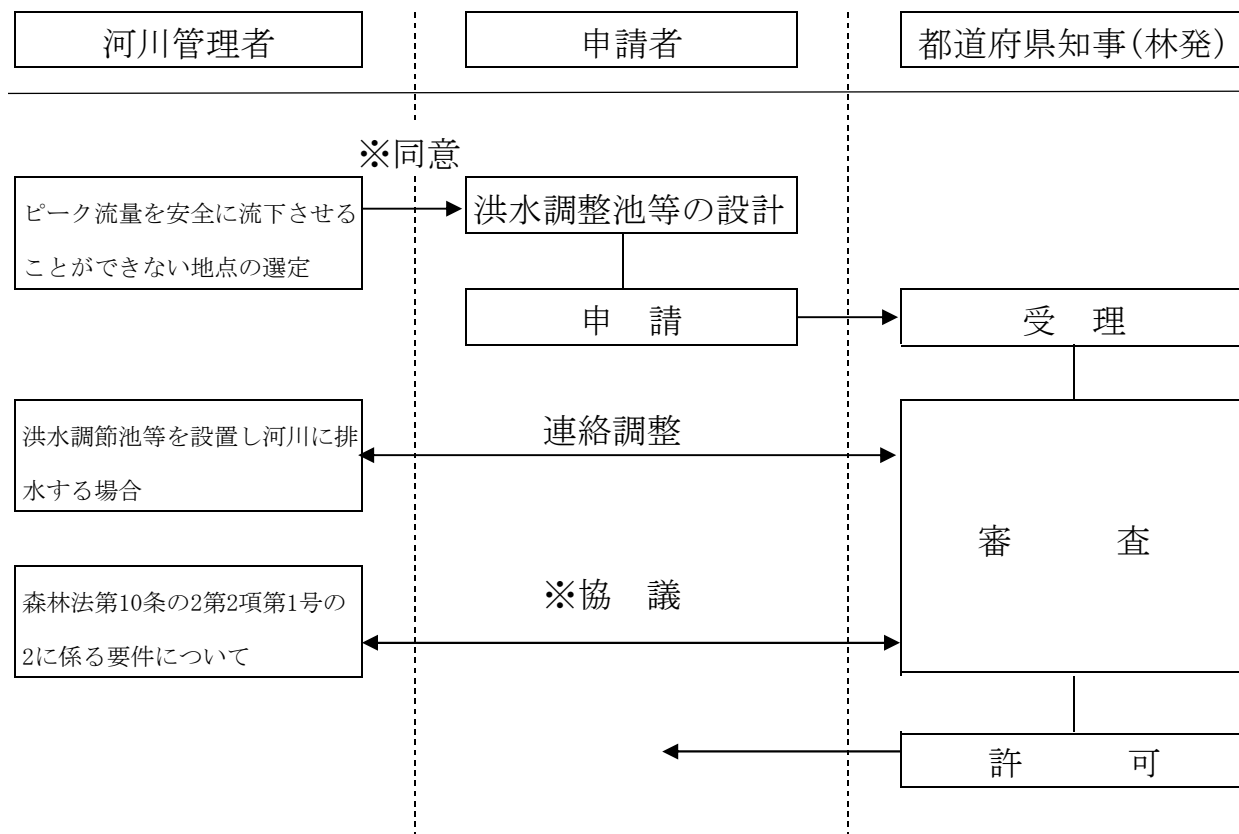 河川管理者
申請者
都道府県知事(林発)
※同意
ピーク流量を安全に流下させる
ことができない地点の選定
洪水調整池等の設計
申 請
受 理
洪水調節池等を設置し河川に排
水する場合
連絡調整
審 査
森林法第10条の2第2項第1号の
2に係る要件について
※協 議
許 可